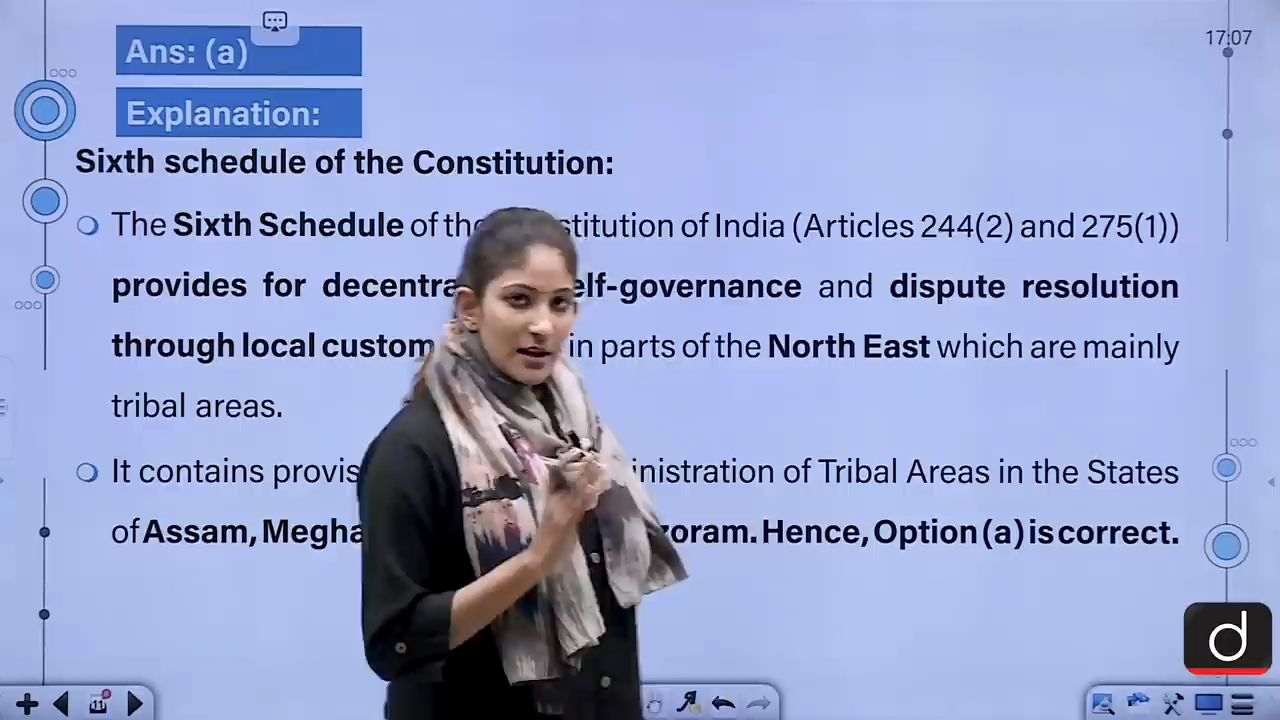 Ans: (a)
17:07
Explanation:
Sixth schedule of the Constitution:
The Sixth Schedule of the stitution of India (Articles 244(2) and 275(1))
provides for decentra elf-governance and dispute resolution
through local custom in parts of the North East which are mainly
tribal areas.
It contains provis inistration of Tribal Areas in the States
of Assam, Megha zoram. Hence, Option (a) is correct.
d
11